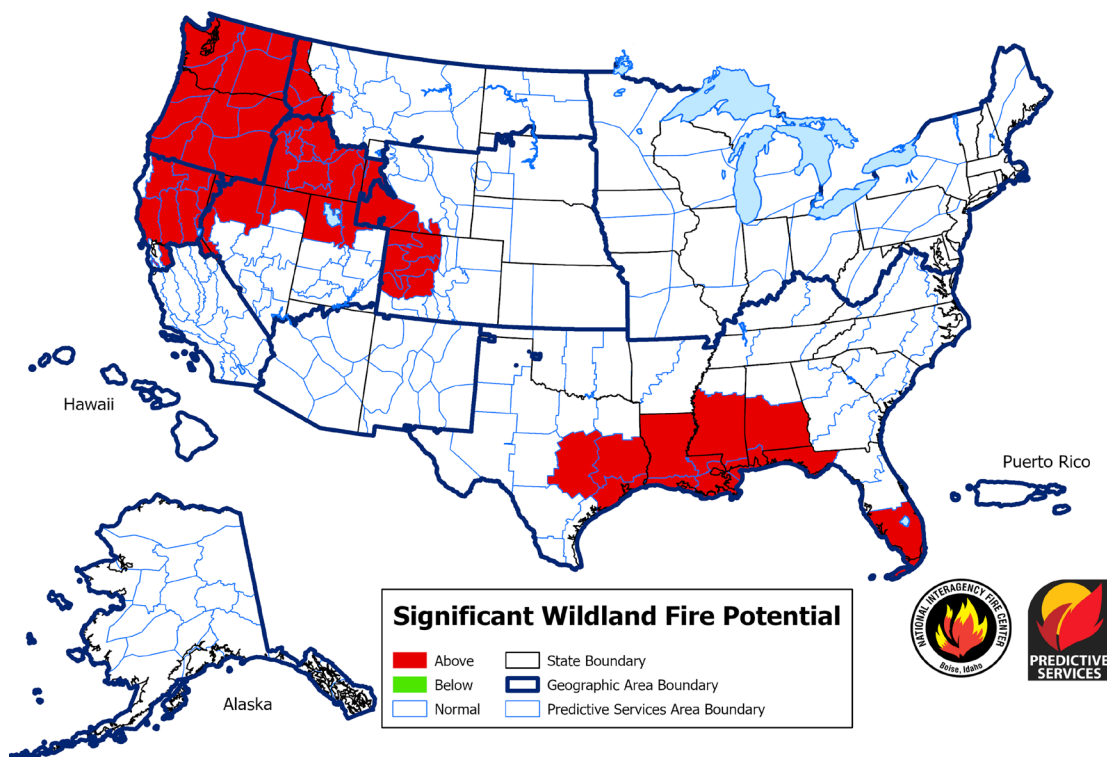 Hawaii
Puerto Rico
Alaska
Significant Wildland Fire Potential
Above
State Boundary
Below
Geographic Area Boundary
Normal
Predictive Services Area Boundary
NATIONAL INTERAGENCY FIRE CENTER
Boise, Idaho
PREDICTIVE
SERVICES